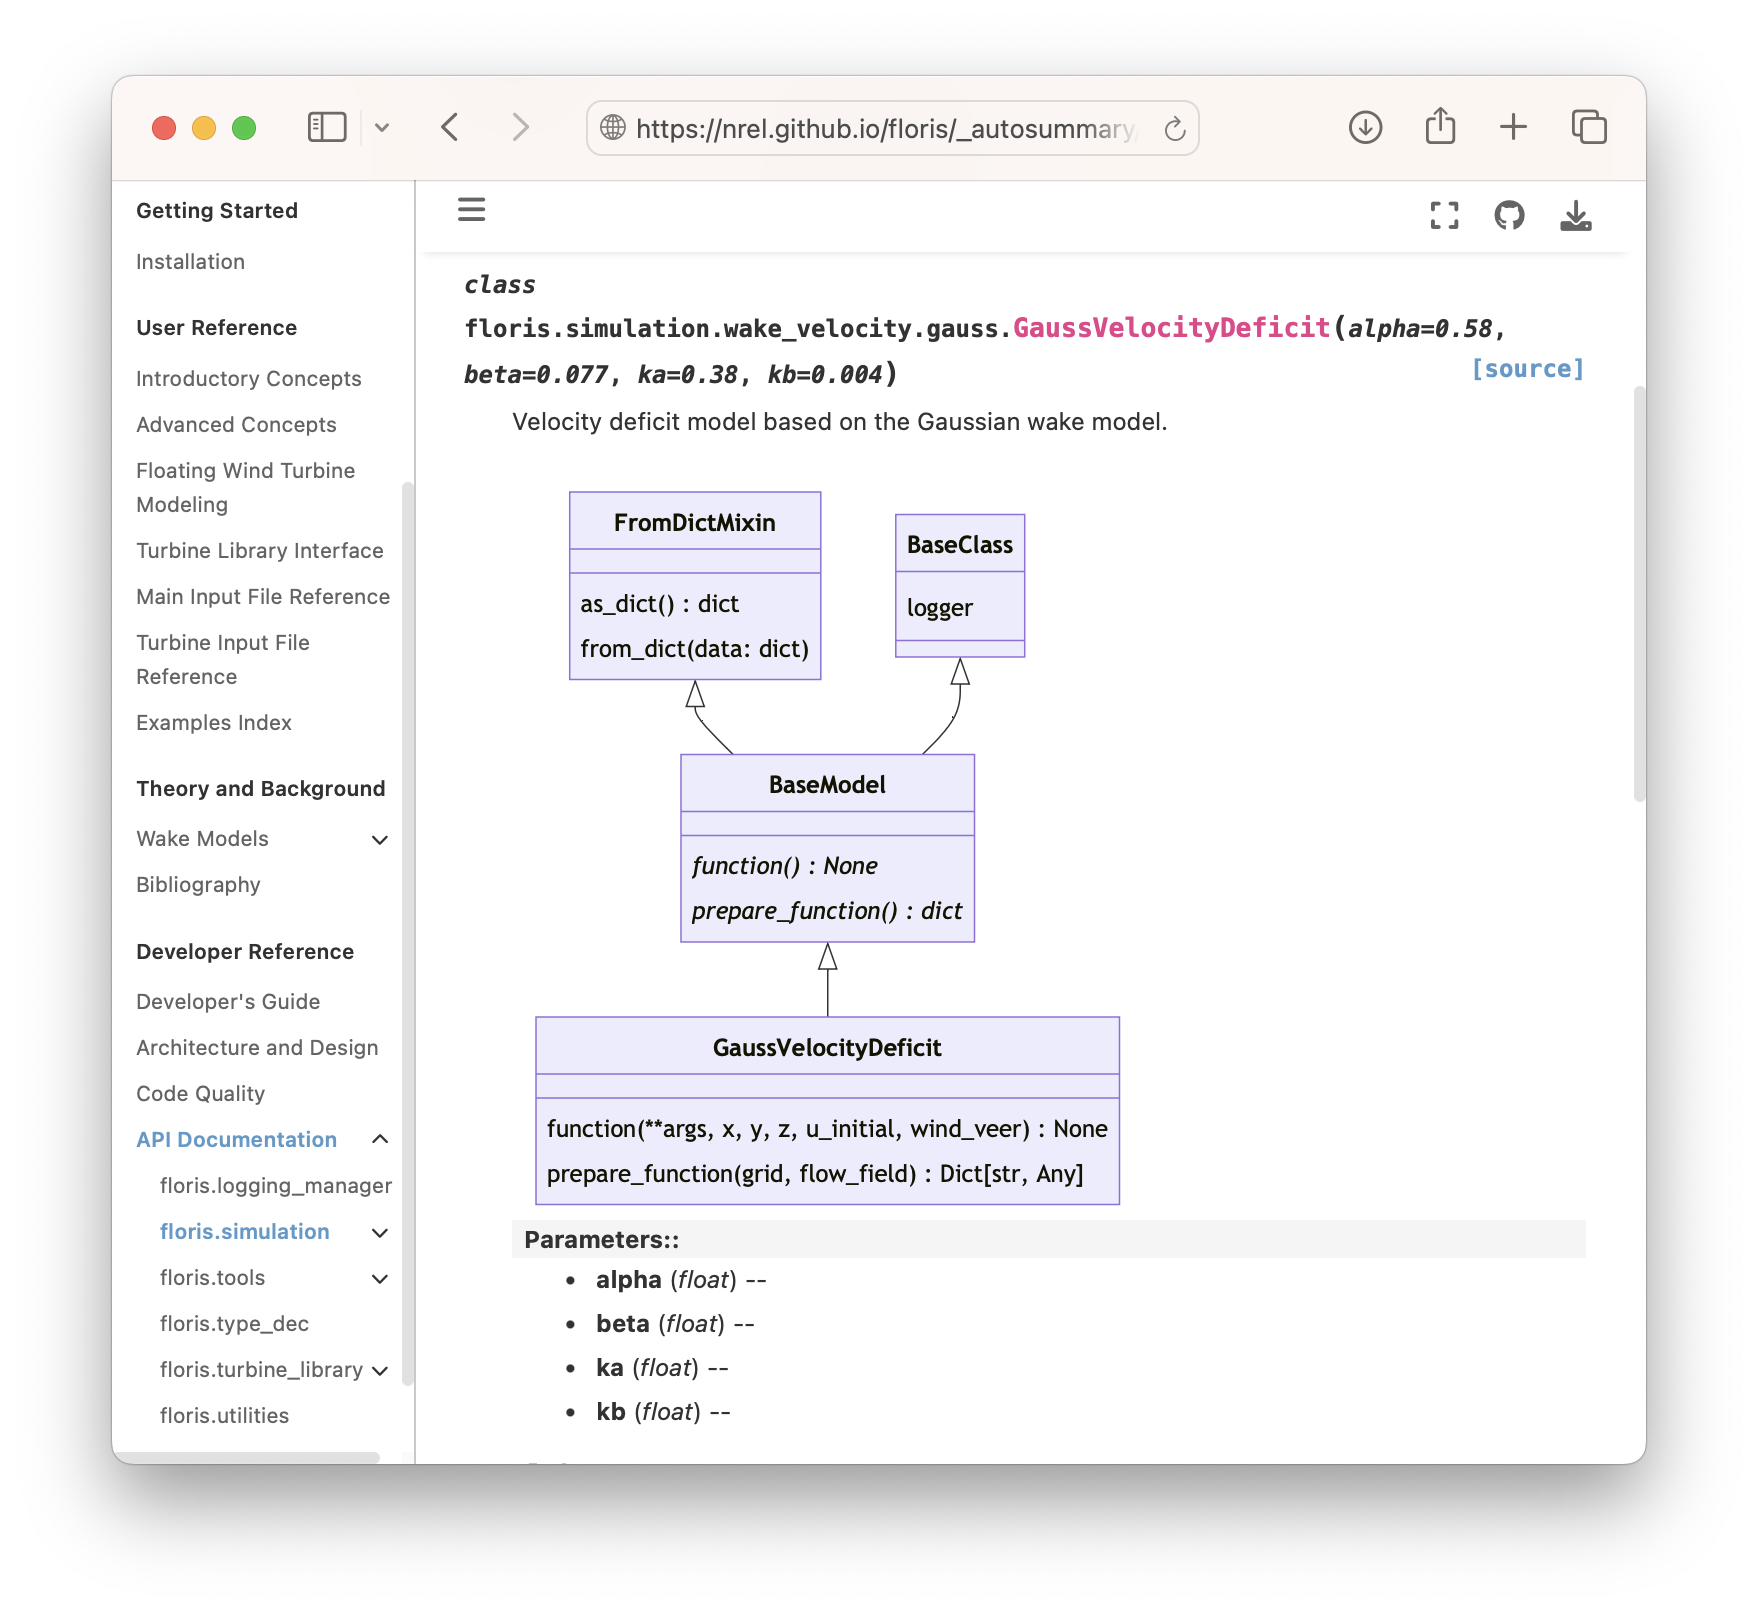 https://nrel.github.io/floris/_autosummary/
Getting Started
Installation
User Reference
Introductory Concepts
Advanced Concepts
Floating Wind Turbine
Modeling
Turbine Library Interface
Main Input File Reference
Turbine Input File
Reference
Examples Index
Theory and Background
Wake Models
Bibliography
Developer Reference
Developer's Guide
Architecture and Design
Code Quality
API Documentation
floris.logging_manager
floris.simulation
floris.tools
floris.type_dec
floris.turbine_library
floris.utilities
class
floris.simulation.wake_velocity.gauss.GaussVelocityDeficit(alpha=0.58,
beta=0.077, ka=0.38, kb=0.004)
[source]
Velocity deficit model based on the Gaussian wake model.
FromDictMixin
as_dict() : dict
from_dict(data: dict)
BaseClass
logger
BaseModel
function() : None
prepare_function() : dict
GaussVelocityDeficit
function(**args, x, y, z, u_initial, wind_veer) : None
prepare_function(grid, flow_field) : Dict[str, Any]
Parameters::
• alpha (float) --
• beta (float) --
• ka (float) --
• kb (float) --